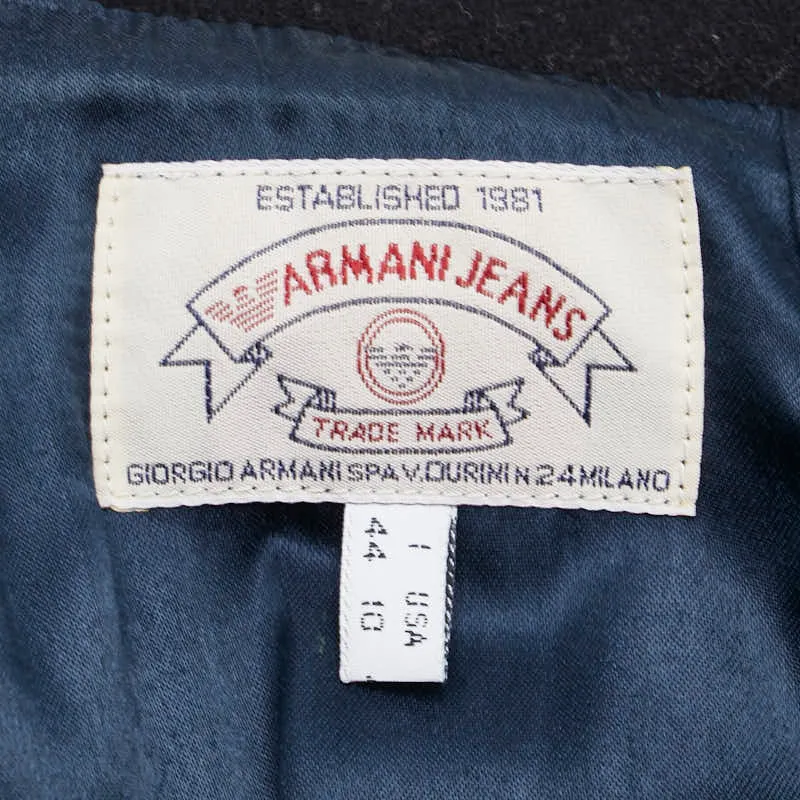 ESTABLISHED 1981
ARMANI JEANS
TRADE MARK
GIORGIO ARMANI SPA V. DURINI N 24 MILANO
I 44
USA 10